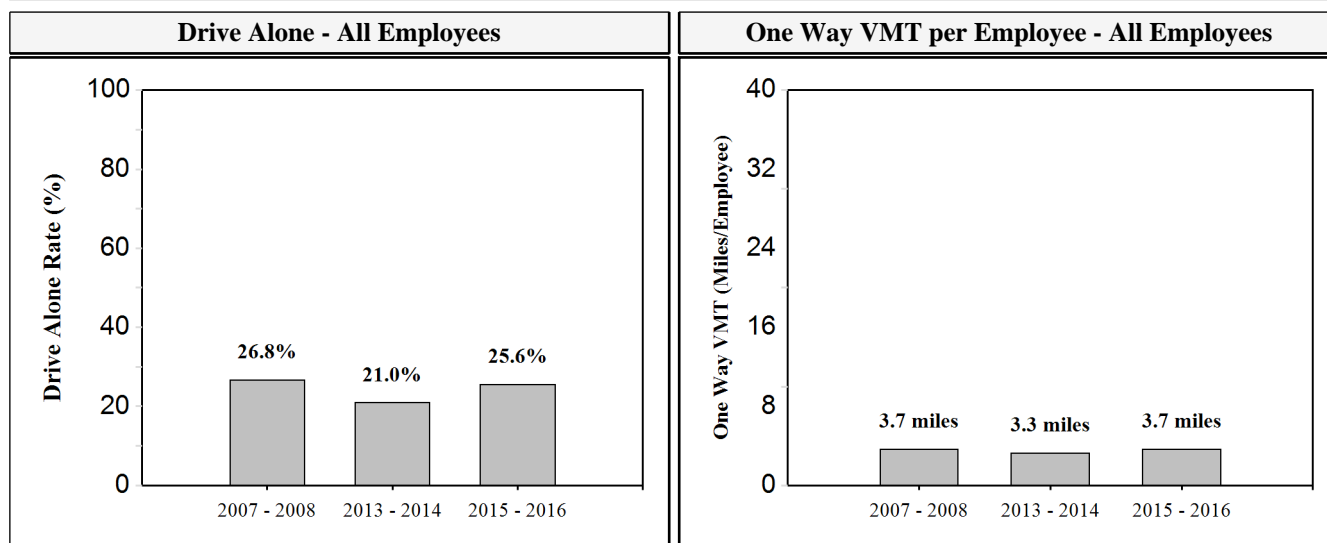 Drive Alone - All Employees
Drive Alone Rate (%)
100
80
60
40
20
0
26.8%
21.0%
25.6%
2007 - 2008
2013 - 2014
2015 - 2016
One Way VMT per Employee - All Employees
One Way VMT (Miles/Employee)
40
32
24
16
8
0
3.7 miles
3.3 miles
3.7 miles
2007 - 2008
2013 - 2014
2015 - 2016